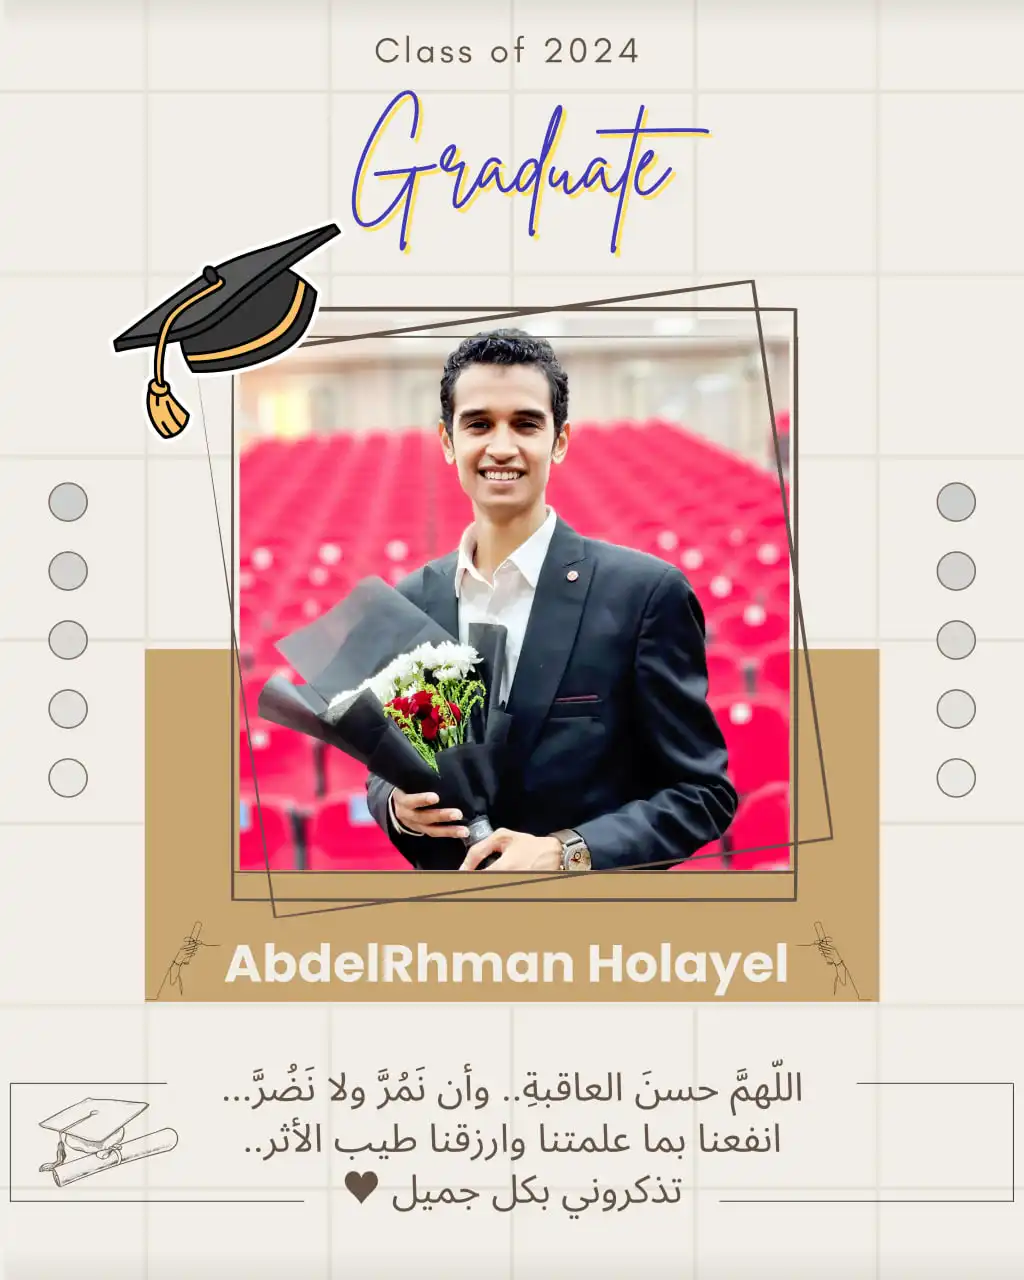 Class of 2024
Graduate
AbdelRhman Holayel
اللّهمَّ حسنَ العاقبةِ.. وأن نَمُرَّ ولا نَضُرَّ...
انفعنا بما علمتنا وارزقنا طيب الأثر..
تذكروني بكل جميل ♥